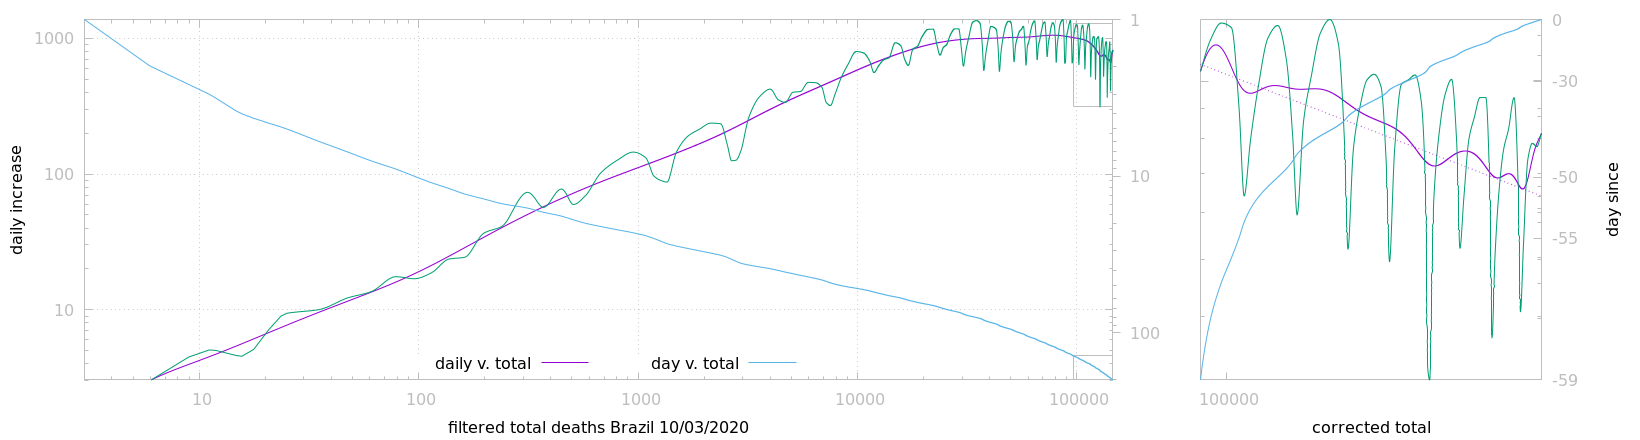 1000
100
10
daily increase
10
100
1000
10000
100000
filtered total deaths Brazil 10/03/2020
daily v. total
day v. total
1
10
100
100000
corrected total
0
-30
-50
-55
-59
day since